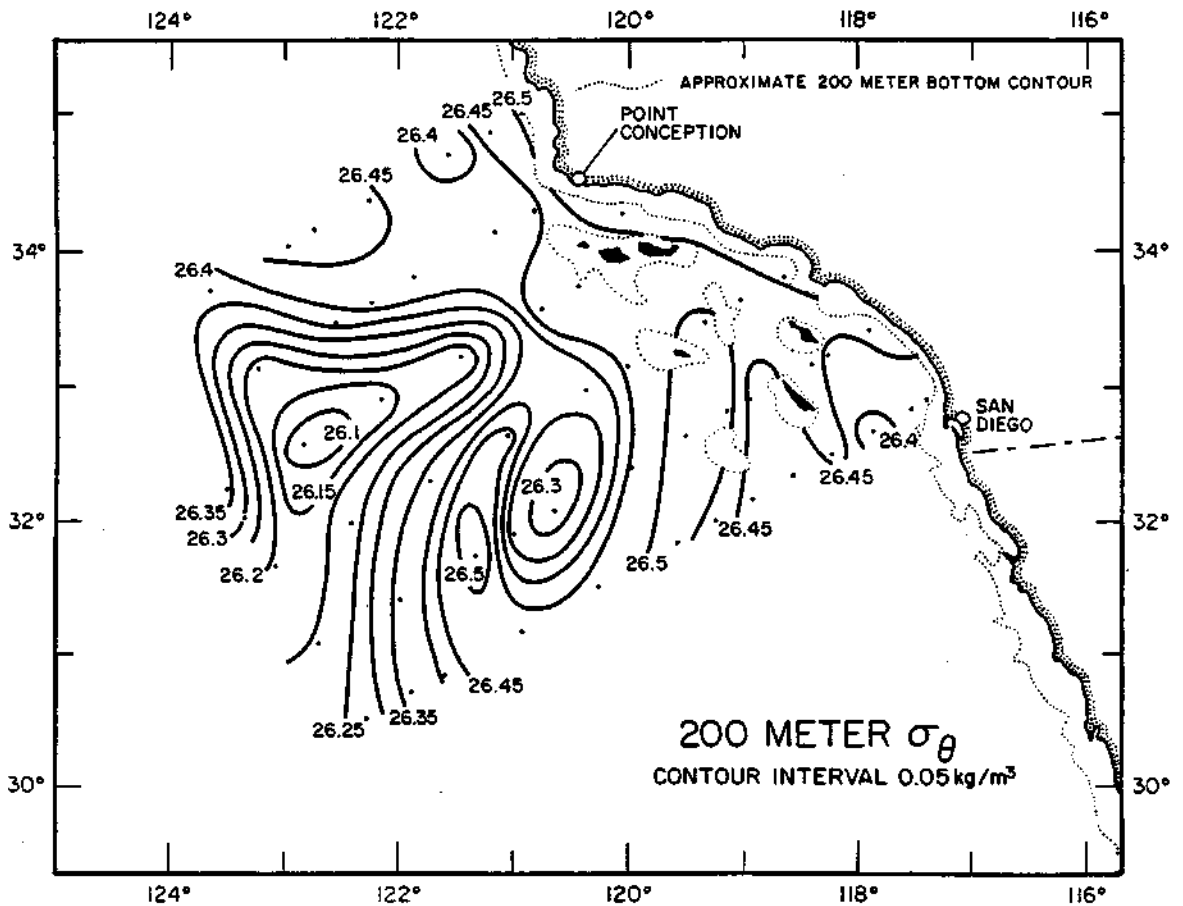 124° 122° 120° 118° 116°
APPROXIMATE 200 METER BOTTOM CONTOUR
26.5
26.45
26.4
POINT
CONCEPTION
26.45
34°
34°
26.4
26.1
26.4
SAN
DIEGO
26.15
26.3
26.45
26.35
32°
32°
26.3
26.45
26.2
26.5
26.5
26.45
26.25
26.35
200 METER σθ
CONTOUR INTERVAL 0.05 kg/m³
30°
30°
124° 122° 120° 118° 116°